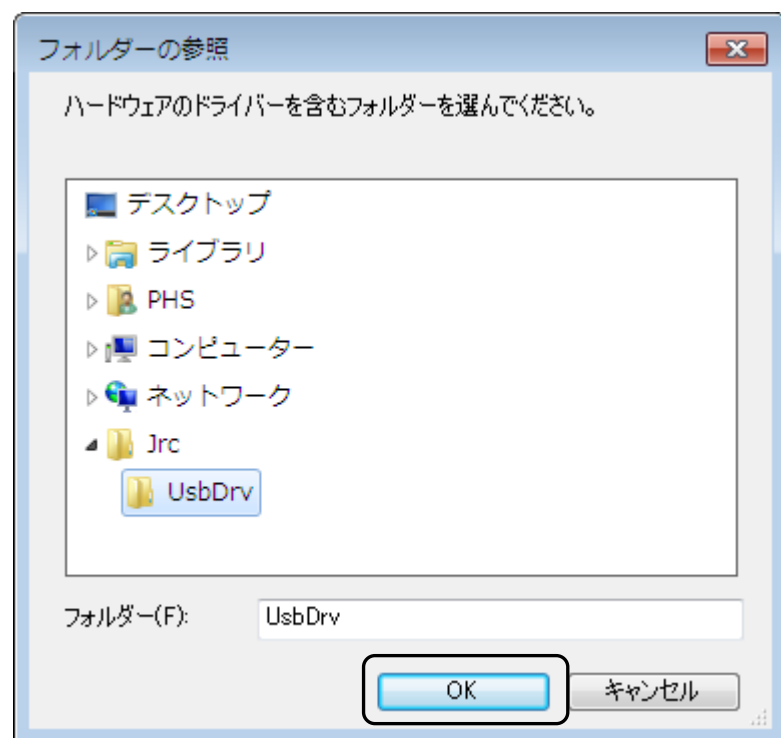 フォルダーの参照
ハードウェアのドライバーを含むフォルダーを選んでください。
デスクトップ
ライブラリ
PHS
コンピューター
ネットワーク
Jrc
UsbDrv
フォルダー(F): UsbDrv
OK キャンセル